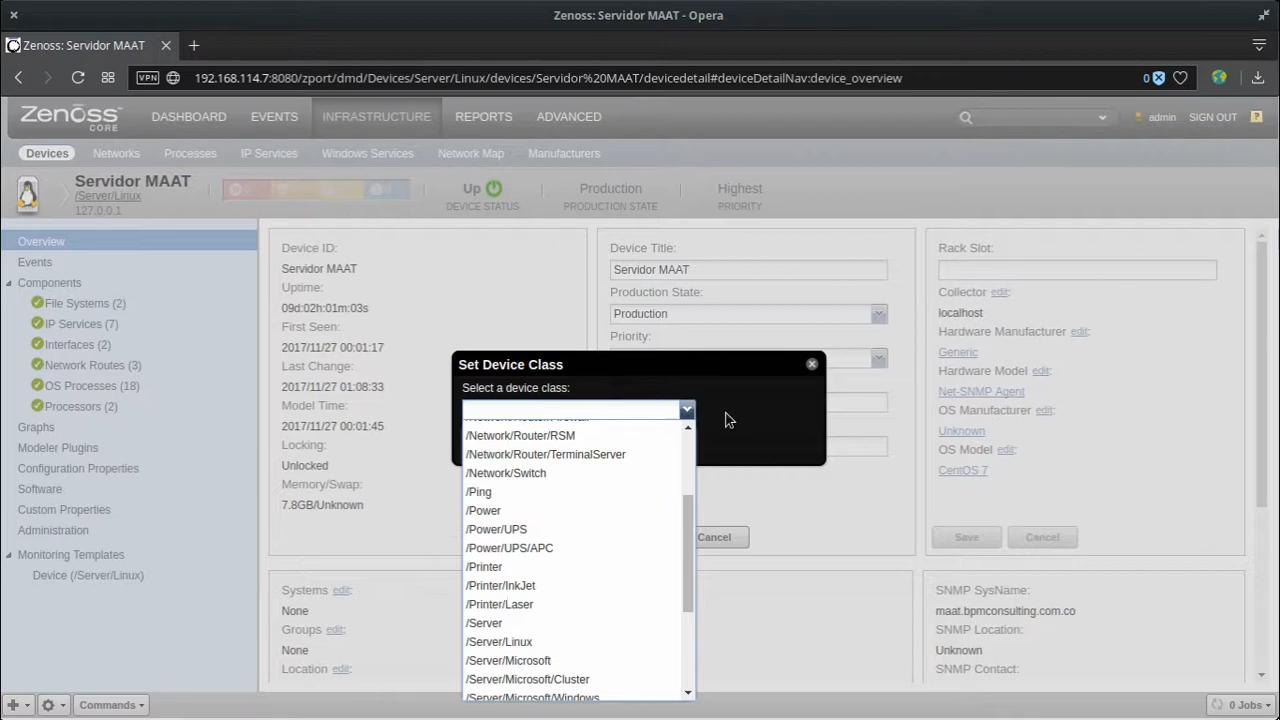 Zenoss: Servidor MAAT - Opera
Zenoss: Servidor MAAT
VPN
192.168.114.7:8080/zport/dmd/Devices/Server/Linux/devices/Servidor%20MAAT/devicedetail#deviceDetailNav:device_overview
0
Zenoss
CORE
DASHBOARD
EVENTS
INFRASTRUCTURE
REPORTS
ADVANCED
admin
SIGN OUT
?
Devices
Networks
Processes
IP Services
Windows Services
Network Map
Manufacturers
Servidor MAAT
/Server/Linux
127.0.0.1
Up
DEVICE STATUS
Production
PRODUCTION STATE
Highest
PRIORITY
Overview
Events
Components
File Systems (2)
IP Services (7)
Interfaces (2)
Network Routes (3)
OS Processes (18)
Processors (2)
Graphs
Modeler Plugins
Configuration Properties
Software
Custom Properties
Administration
Monitoring Templates
Device (/Server/Linux)
Device ID:
Servidor MAAT
Uptime:
09d:02h:01m:03s
First Seen:
2017/11/27 00:01:17
Last Change:
2017/11/27 01:08:33
Model Time:
2017/11/27 00:01:45
Locking:
Unlocked
Memory/Swap:
7.8GB/Unknown
Device Title:
Servidor MAAT
Production State:
Production
Priority:
Cancel
Rack Slot:
Collector edit:
localhost
Hardware Manufacturer edit:
Generic
Hardware Model edit:
Net-SNMP Agent
OS Manufacturer edit:
Unknown
OS Model edit:
CentOS 7
Save
Cancel
Set Device Class
Select a device class:
/Network/Router/RSM
/Network/Router/TerminalServer
/Network/Switch
/Ping
/Power
/Power/UPS
/Power/UPS/APC
/Printer
/Printer/InkJet
/Printer/Laser
/Server
/Server/Linux
/Server/Microsoft
/Server/Microsoft/Cluster
/Server/Microsoft/Windows
Systems edit:
None
Groups edit:
None
Location edit:
SNMP SysName:
maat.bpmconsulting.com.co
SNMP Location:
Unknown
SNMP Contact:
Commands
0 Jobs